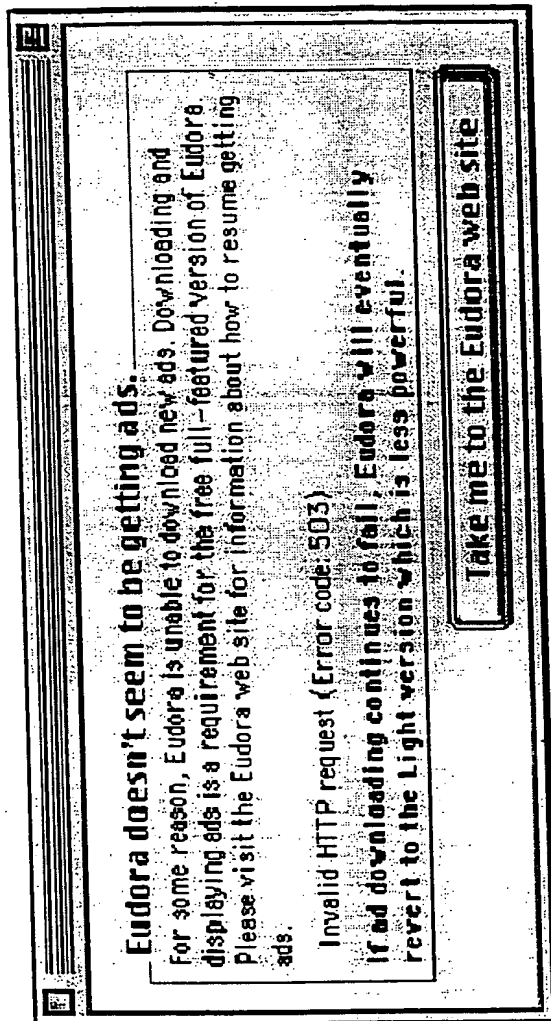 Eudora doesn't seem to be getting ads.
For some reason, Eudora is unable to download new ads. Downloading and
displaying ads is a requirement for the free full-featured version of Eudora.
Please visit the Eudora web site for information about how to resume getting
ads.
Invalid HTTP request (Error code: 503)
If ad downloading continues to fail, Eudora will eventually
revert to the Light version which is less powerful.
Take me to the Eudora web site